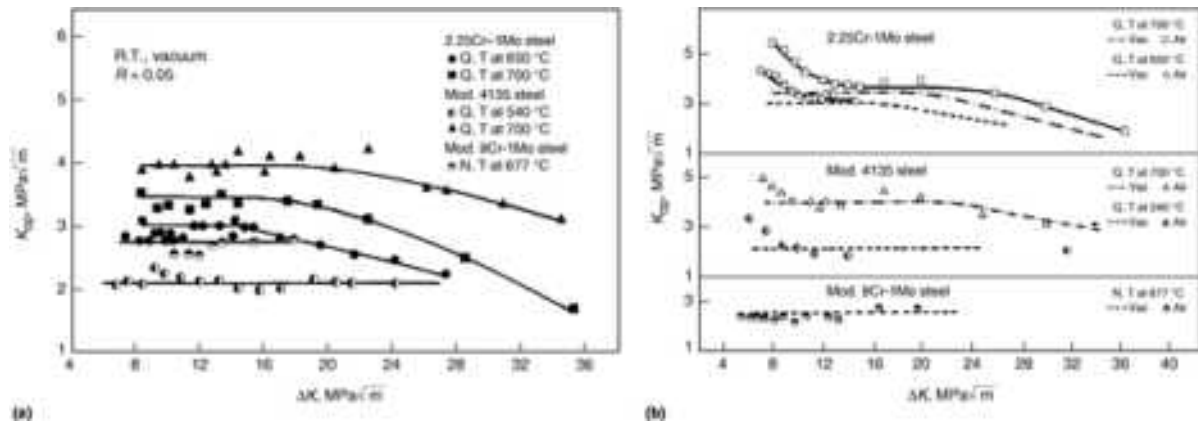 6
5
4
3
2
1
R.T., vacuum
R = 0.05
2.25Cr–1Mo steel
Q, T at 650 °C
Q, T at 700 °C
Mod. 4135 steel
Q, T at 540 °C
Q, T at 700 °C
Mod. 9Cr–1Mo steel
N, T at 677 °C
Kop, MPa√m
4 8 12 16 20 24 28 32 36
ΔK, MPa√m
(a)
2.25Cr-1Mo steel
Q, T at 700 °C
Vac Air
Vac Air
5
3
1
Mod. 4135 steel
Q, T at 700 °C
Vac Air
Q, T at 540 °C
Vac Air
5
3
1
Mod. 9Cr-1Mo steel
N, T at 677 °C
Vac Air
3
1
Kop, MPa√m
4 8 12 16 20 24 28 32 36 40
ΔK, MPa√m
(b)